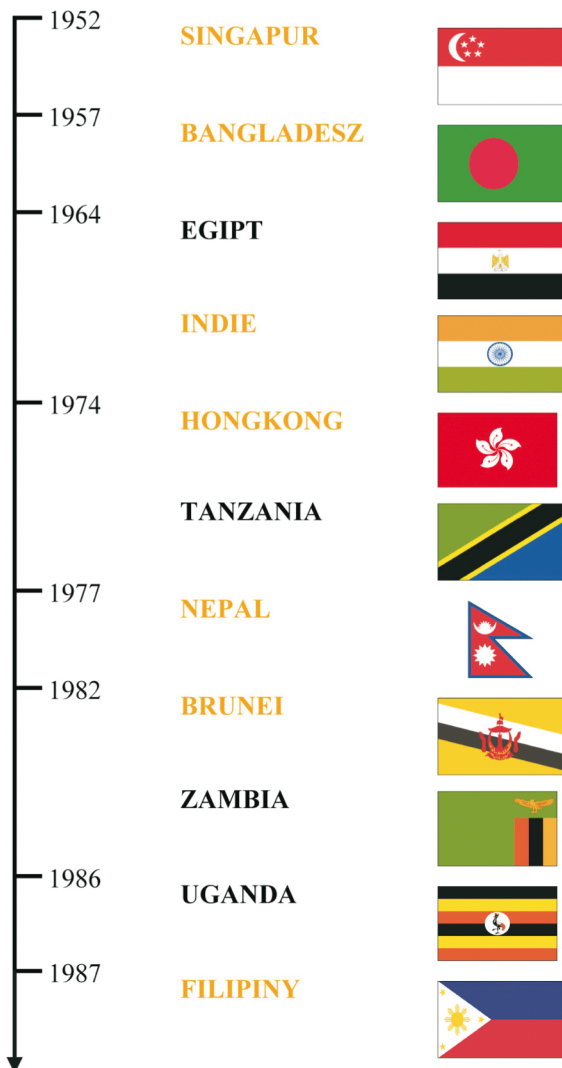 1952
SINGAPUR
1957
BANGLADESZ
1964
EGIPT
INDIE
1974
HONGKONG
TANZANIA
1977
NEPAL
1982
BRUNEI
ZAMBIA
1986
UGANDA
1987
FILIPINY